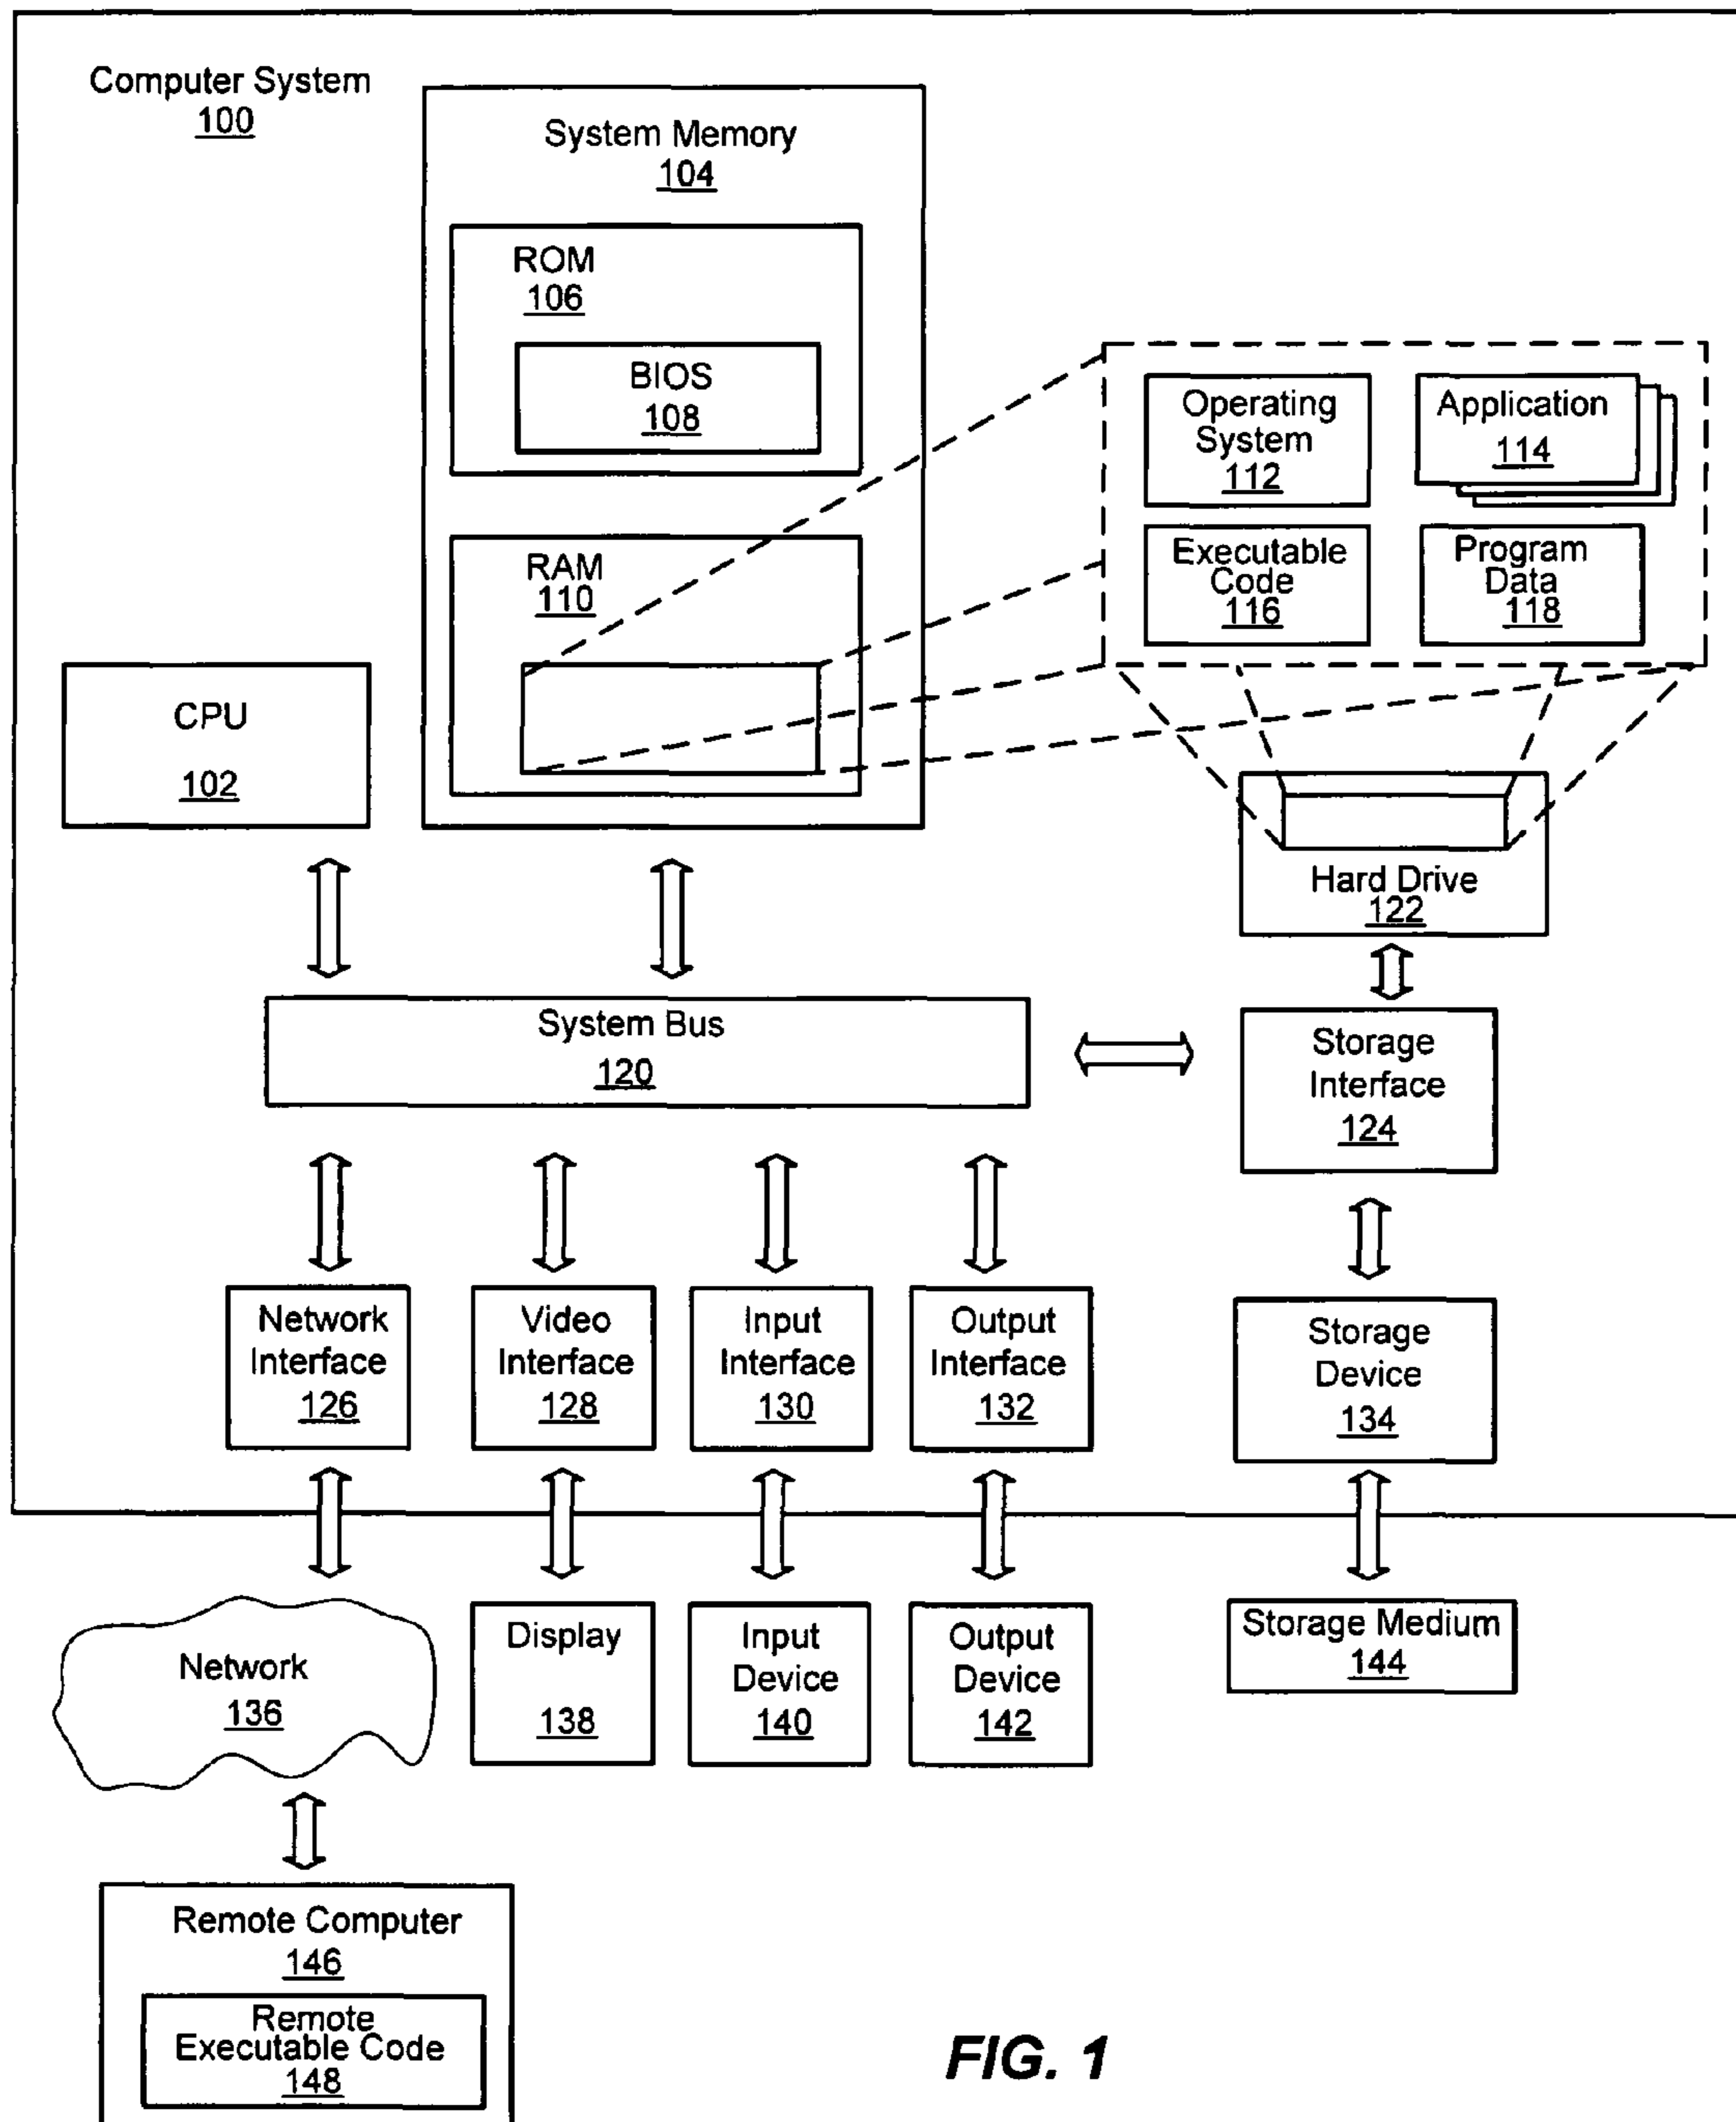 Computer System
100
System Memory
104
ROM
106
BIOS
108
RAM
110
Operating
System
112
Application
114
Executable
Code
116
Program
Data
118
CPU
102
Hard Drive
122
System Bus
120
Storage
Interface
124
Network
Interface
126
Video
Interface
128
Input
Interface
130
Output
Interface
132
Storage
Device
134
Network
136
Display
138
Input
Device
140
Output
Device
142
Storage Medium
144
Remote Computer
146
Remote
Executable Code
148
FIG. 1